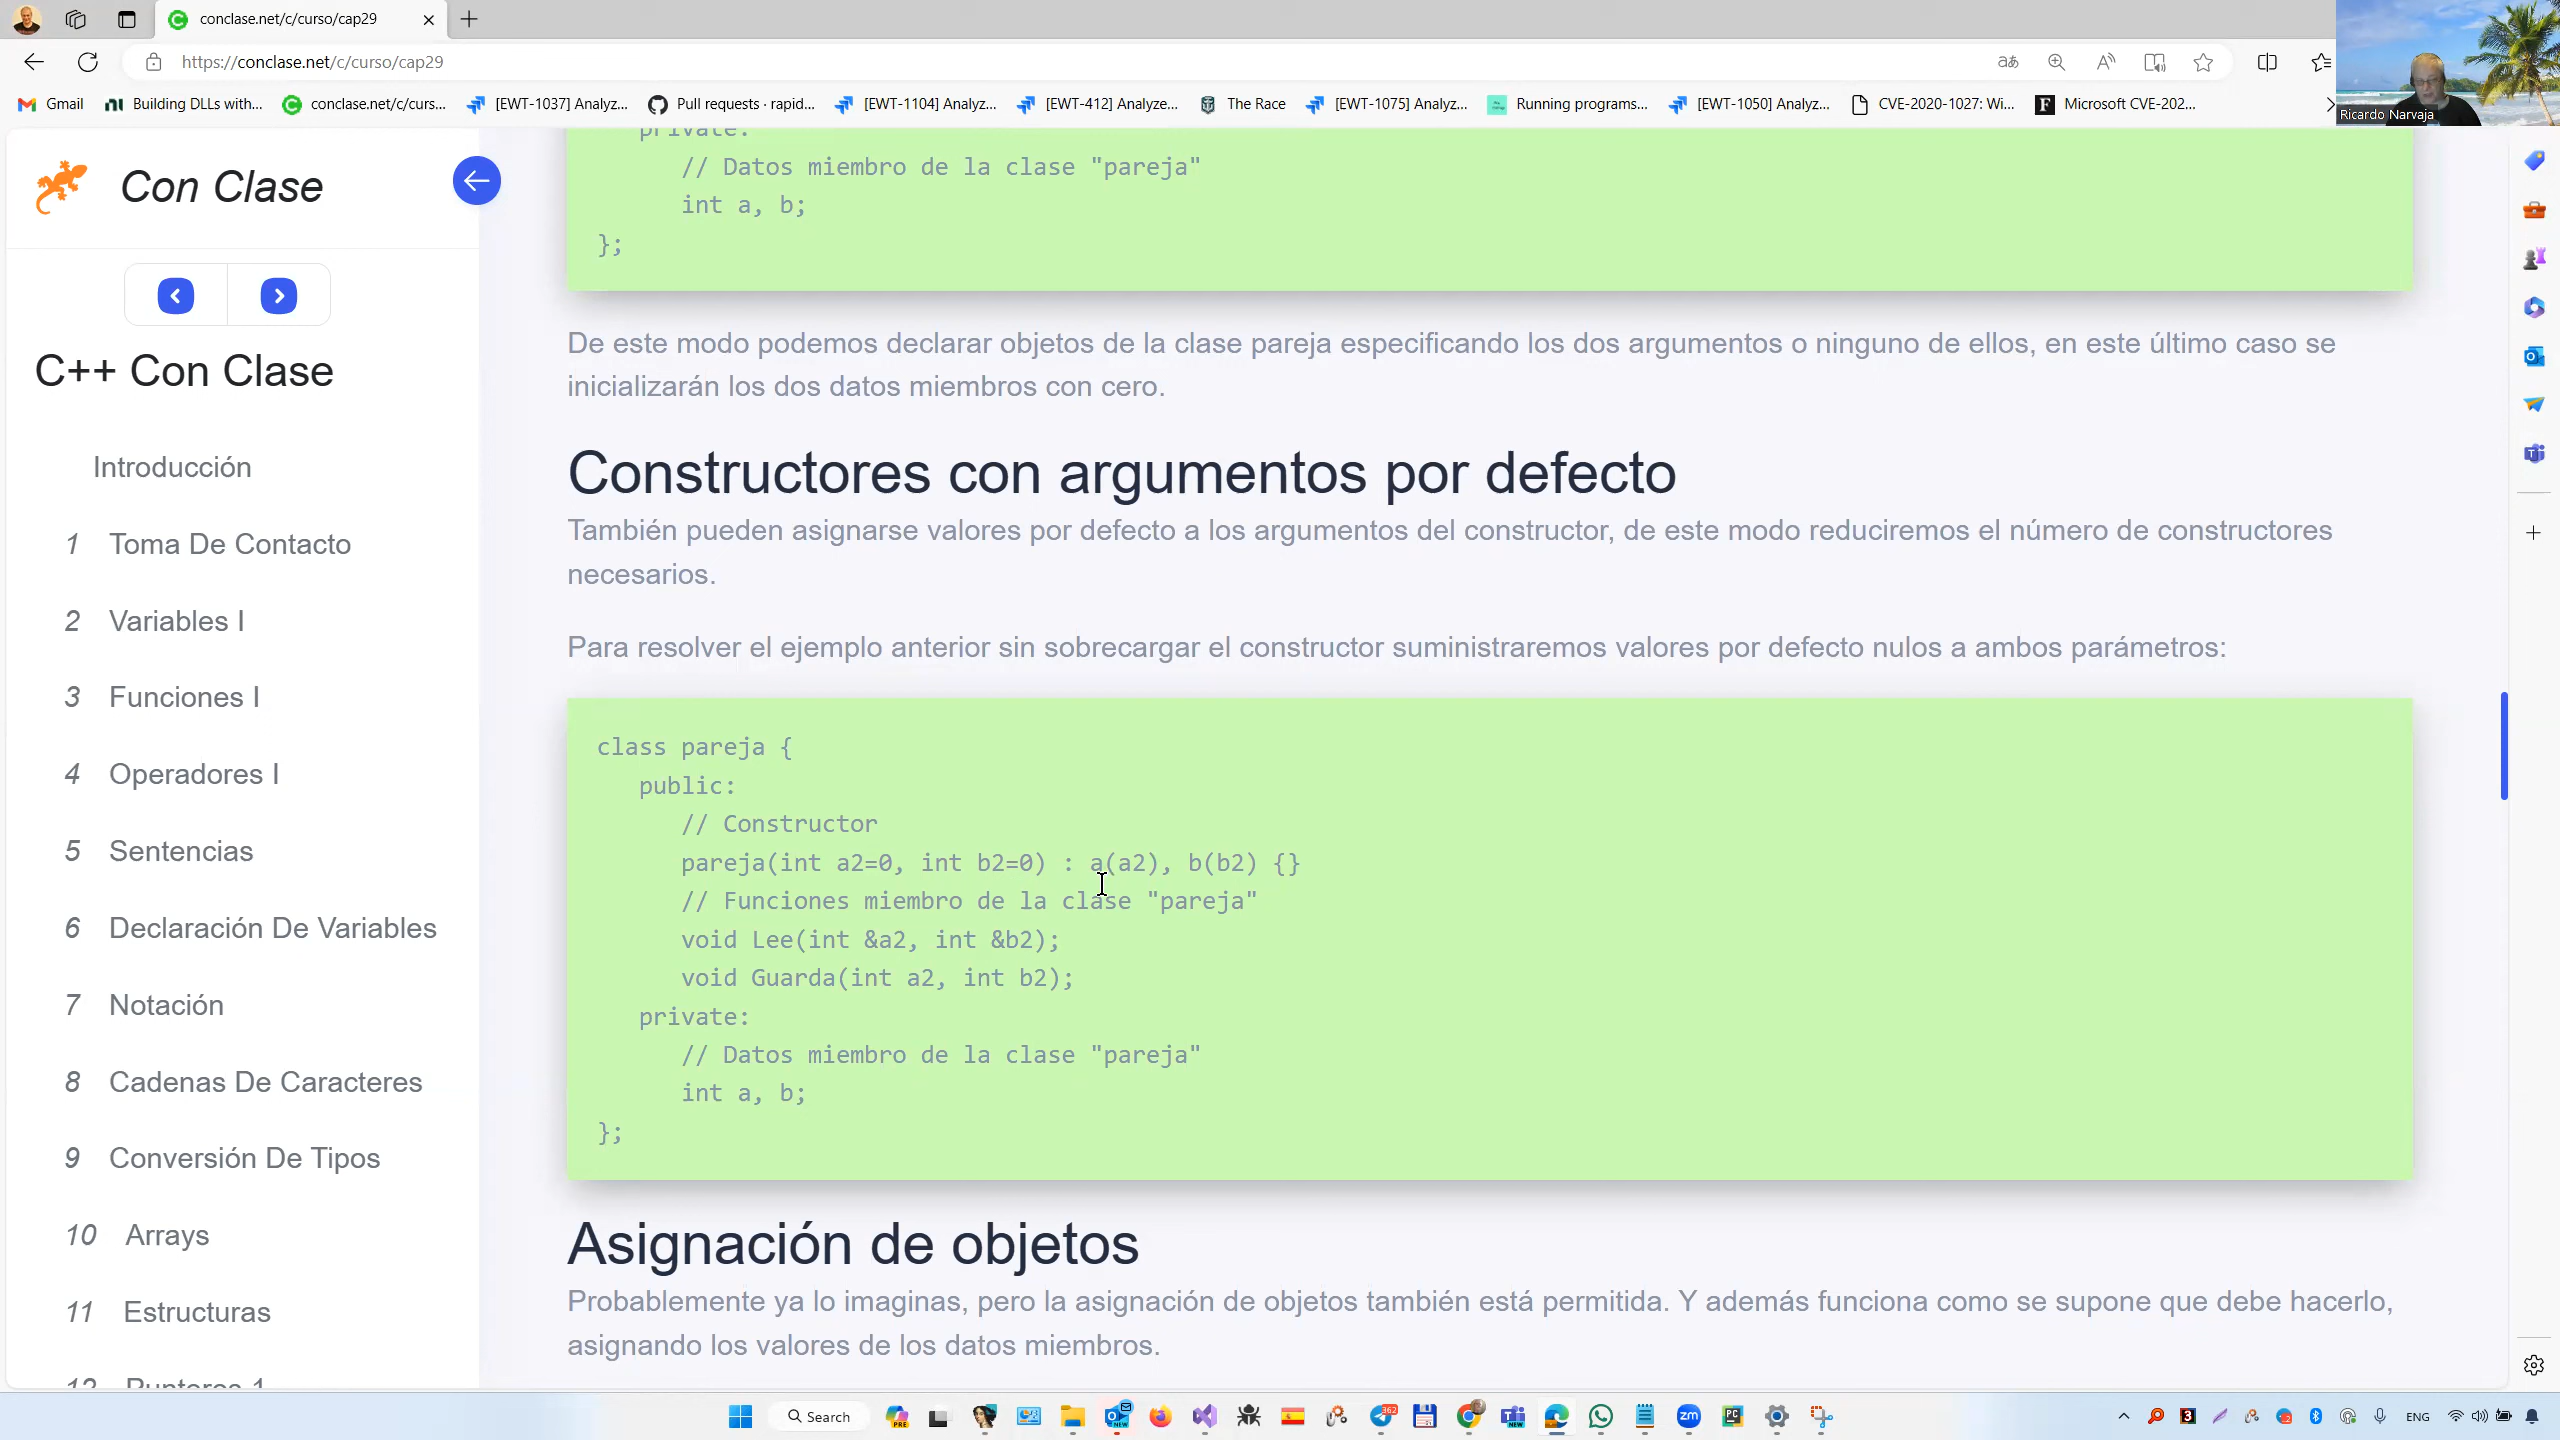 conclase.net/c/curso/cap29
https://conclase.net/c/curso/cap29
Gmail
Building DLLs with...
conclase.net/c/curs...
[EWT-1037] Analyz...
Pull requests · rapid...
[EWT-1104] Analyz...
[EWT-412] Analyze...
The Race
[EWT-1075] Analyz...
Running programs...
[EWT-1050] Analyz...
CVE-2020-1027: Wi...
Microsoft CVE-202...
Ricardo Narvaja
Con Clase
C++ Con Clase
Introducción
1 Toma De Contacto
2 Variables I
3 Funciones I
4 Operadores I
5 Sentencias
6 Declaración De Variables
7 Notación
8 Cadenas De Caracteres
9 Conversión De Tipos
10 Arrays
11 Estructuras
12 Punteros 1
private:
// Datos miembro de la clase "pareja"
int a, b;
};
De este modo podemos declarar objetos de la clase pareja especificando los dos argumentos o ninguno de ellos, en este último caso se
inicializarán los dos datos miembros con cero.
Constructores con argumentos por defecto
También pueden asignarse valores por defecto a los argumentos del constructor, de este modo reduciremos el número de constructores
necesarios.
Para resolver el ejemplo anterior sin sobrecargar el constructor suministraremos valores por defecto nulos a ambos parámetros:
class pareja {
public:
// Constructor
pareja(int a2=0, int b2=0) : a(a2), b(b2) {}
// Funciones miembro de la clase "pareja"
void Lee(int &a2, int &b2);
void Guarda(int a2, int b2);
private:
// Datos miembro de la clase "pareja"
int a, b;
};
Asignación de objetos
Probablemente ya lo imaginas, pero la asignación de objetos también está permitida. Y además funciona como se supone que debe hacerlo,
asignando los valores de los datos miembros.
Search
ENG